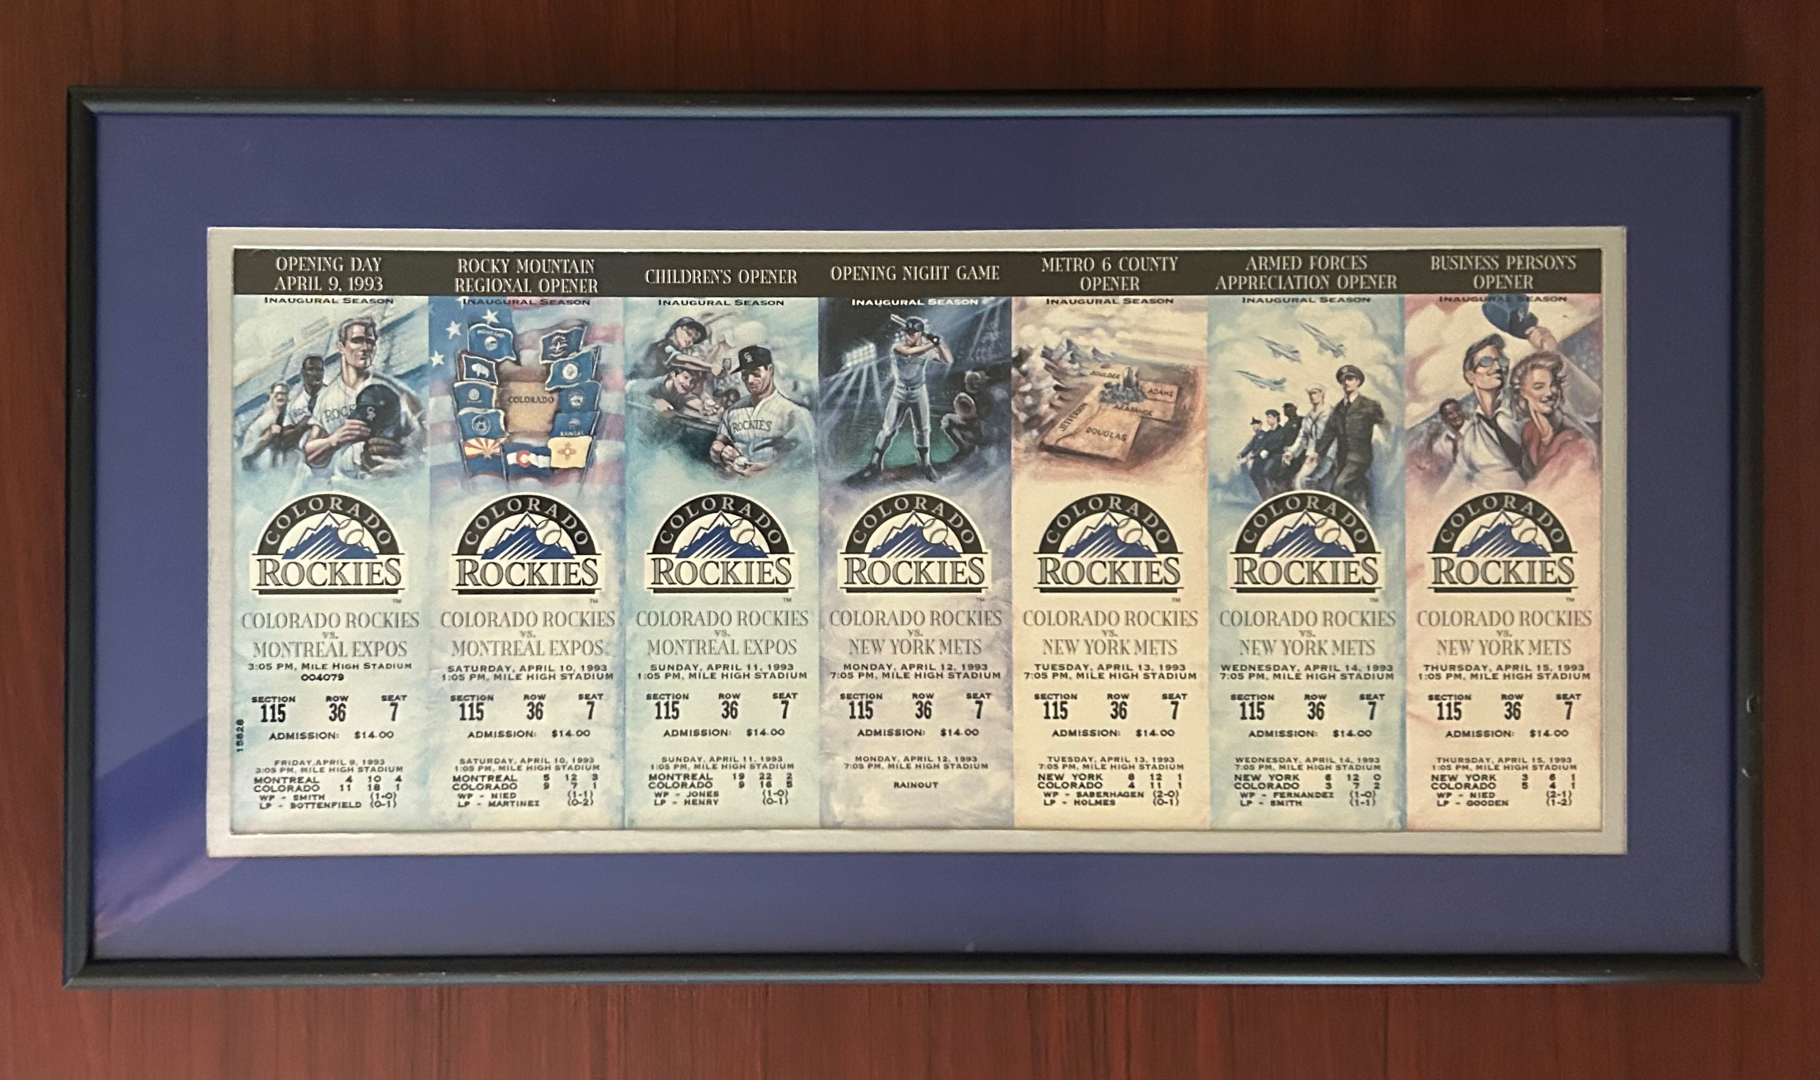 OPENING DAY
APRIL 9, 1993
INAUGURAL SEASON
ROCKIES
COLORADO
ROCKIES
TM
COLORADO ROCKIES
VS.
MONTREAL EXPOS
3:05 PM, MILE HIGH STADIUM
004079
SECTION ROW SEAT
115 36 7
ADMISSION: $14.00
15628
FRIDAY, APRIL 9, 1993
3:05 PM, MILE HIGH STADIUM
MONTREAL 4 10 4
COLORADO 11 18 1
WP - SMITH (1-0)
LP - BOTTENFIELD (0-1)
ROCKY MOUNTAIN
REGIONAL OPENER
INAUGURAL SEASON
COLORADO
KANSAS
COLORADO
ROCKIES
TM
COLORADO ROCKIES
VS.
MONTREAL EXPOS
SATURDAY, APRIL 10, 1993
1:05 PM, MILE HIGH STADIUM
SECTION ROW SEAT
115 36 7
ADMISSION: $14.00
SATURDAY, APRIL 10, 1993
1:05 PM, MILE HIGH STADIUM
MONTREAL 5 12 3
COLORADO 9 7 1
WP - NIED (1-1)
LP - MARTINEZ (0-2)
CHILDREN'S OPENER
INAUGURAL SEASON
CR
ROCKIES
COLORADO
ROCKIES
TM
COLORADO ROCKIES
VS.
MONTREAL EXPOS
SUNDAY, APRIL 11, 1993
1:05 PM, MILE HIGH STADIUM
SECTION ROW SEAT
115 36 7
ADMISSION: $14.00
SUNDAY, APRIL 11, 1993
1:05 PM, MILE HIGH STADIUM
MONTREAL 19 22 2
COLORADO 9 16 5
WP - JONES (1-0)
LP - HENRY (0-1)
OPENING NIGHT GAME
INAUGURAL SEASON
COLORADO
ROCKIES
TM
COLORADO ROCKIES
VS.
NEW YORK METS
MONDAY, APRIL 12, 1993
7:05 PM, MILE HIGH STADIUM
SECTION ROW SEAT
115 36 7
ADMISSION: $14.00
MONDAY, APRIL 12, 1993
7:05 PM, MILE HIGH STADIUM
RAINOUT
METRO 6 COUNTY
OPENER
INAUGURAL SEASON
BOULDER
ADAMS
ARAPAHOE
JEFFERSON
DOUGLAS
COLORADO
ROCKIES
TM
COLORADO ROCKIES
VS.
NEW YORK METS
TUESDAY, APRIL 13, 1993
7:05 PM, MILE HIGH STADIUM
SECTION ROW SEAT
115 36 7
ADMISSION: $14.00
TUESDAY, APRIL 13, 1993
7:05 PM, MILE HIGH STADIUM
NEW YORK 8 12 1
COLORADO 4 11 1
WP - SABERHAGEN (2-0)
LP - HOLMES (0-1)
ARMED FORCES
APPRECIATION OPENER
INAUGURAL SEASON
COLORADO
ROCKIES
TM
COLORADO ROCKIES
VS.
NEW YORK METS
WEDNESDAY, APRIL 14, 1993
7:05 PM, MILE HIGH STADIUM
SECTION ROW SEAT
115 36 7
ADMISSION: $14.00
WEDNESDAY, APRIL 14, 1993
7:05 PM, MILE HIGH STADIUM
NEW YORK 6 12 0
COLORADO 3 7 2
WP - FERNANDEZ (1-0)
LP - SMITH (1-1)
BUSINESS PERSON'S
OPENER
INAUGURAL SEASON
COLORADO
ROCKIES
TM
COLORADO ROCKIES
VS.
NEW YORK METS
THURSDAY, APRIL 15, 1993
1:05 PM, MILE HIGH STADIUM
SECTION ROW SEAT
115 36 7
ADMISSION: $14.00
THURSDAY, APRIL 15, 1993
1:05 PM, MILE HIGH STADIUM
NEW YORK 3 6 1
COLORADO 5 4 1
WP - NIED (2-1)
LP - GOODEN (1-2)